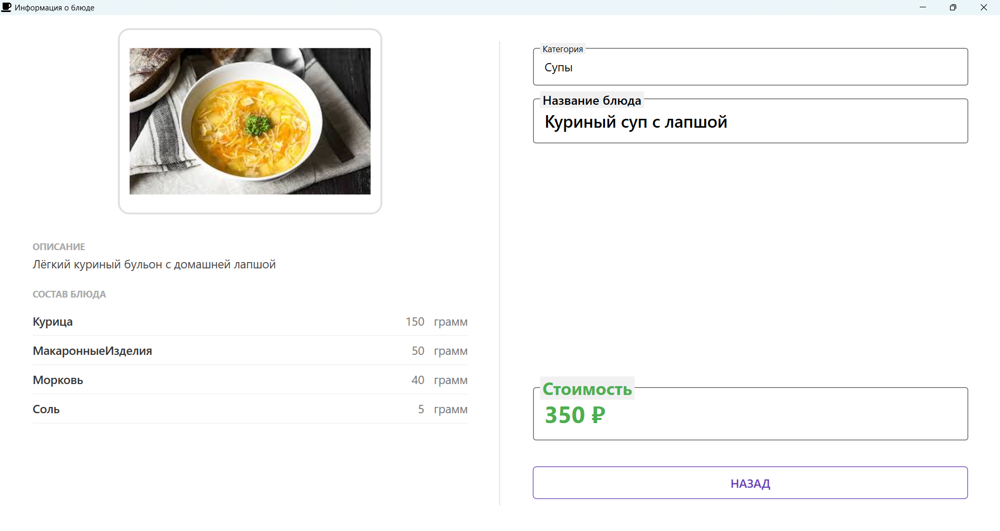 Информация о блюде
ОПИСАНИЕ
Лёгкий куриный бульон с домашней лапшой
СОСТАВ БЛЮДА
Курица 150 грамм
МакаронныеИзделия 50 грамм
Морковь 40 грамм
Соль 5 грамм
Категория
Супы
Название блюда
Куриный суп с лапшой
Стоимость
350 ₽
НАЗАД